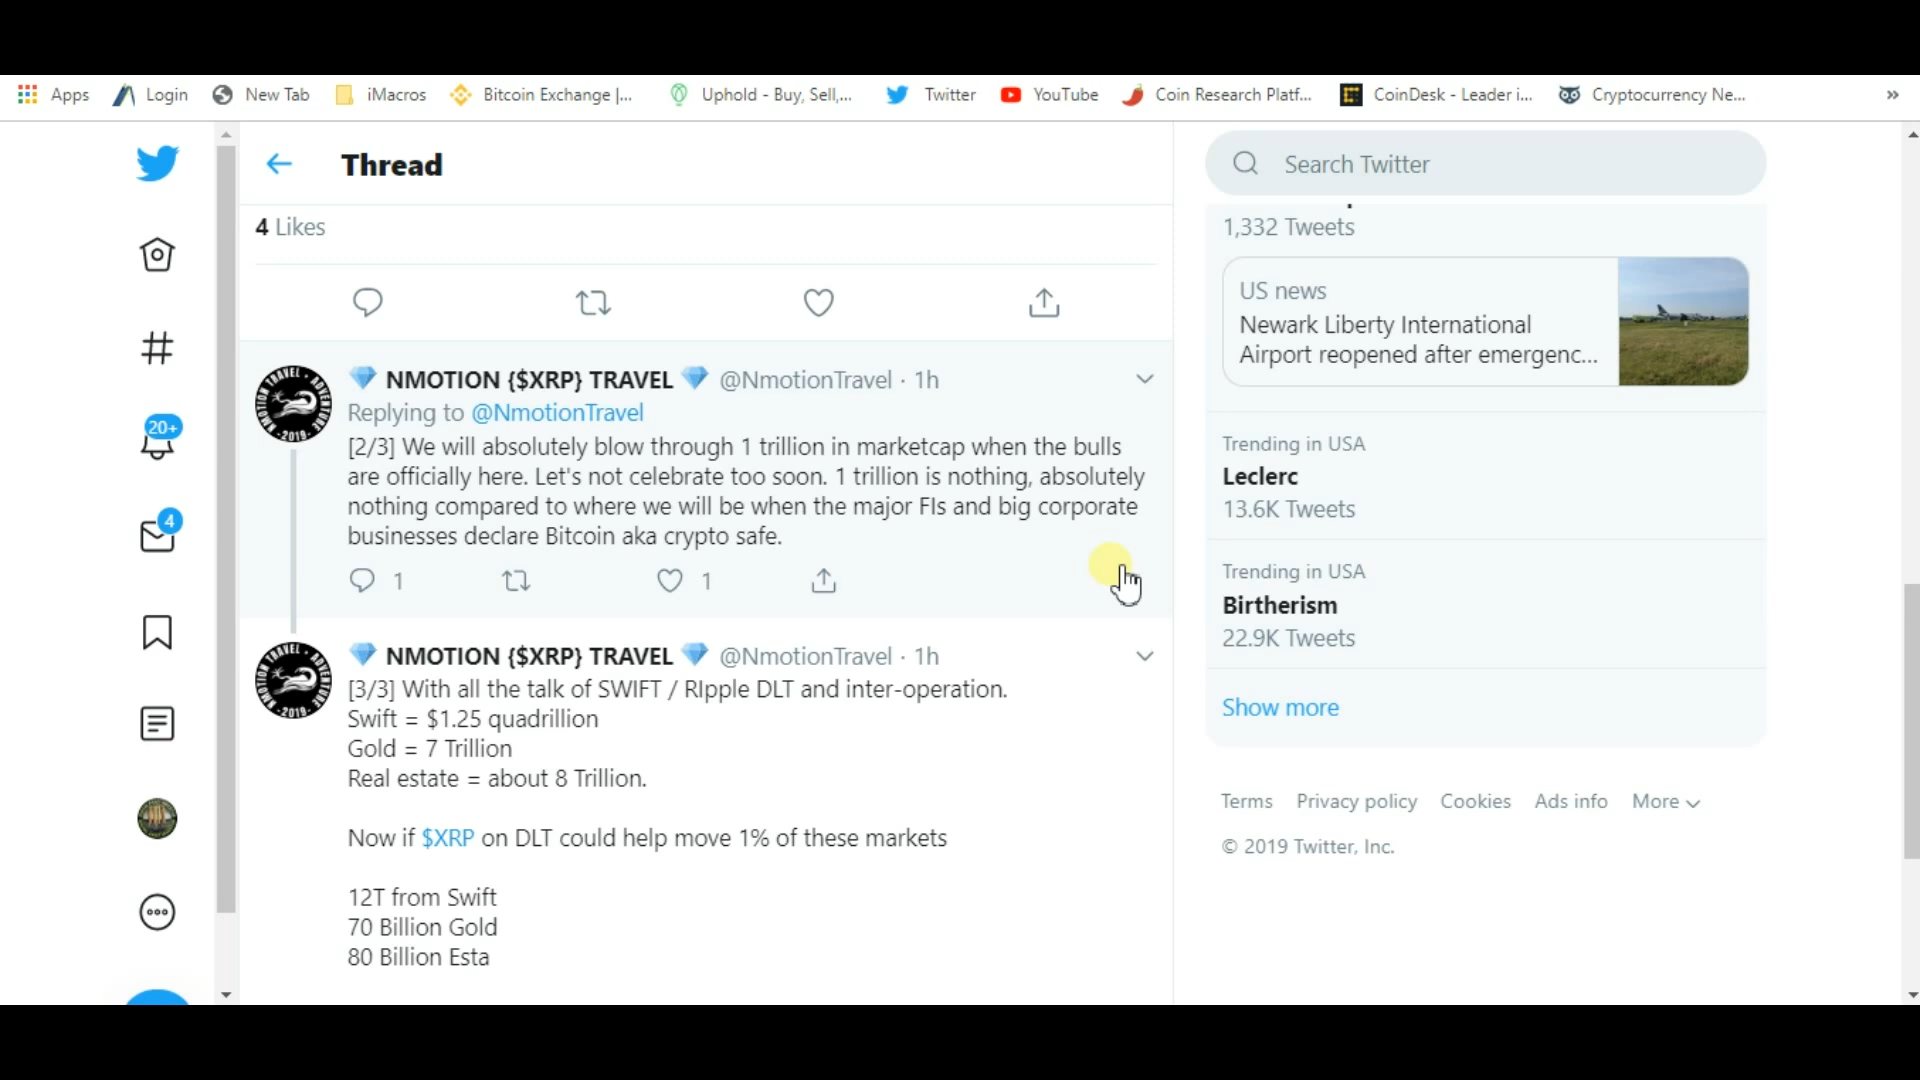 Apps Login New Tab iMacros Bitcoin Exchange |... Uphold - Buy, Sell,... Twitter YouTube Coin Research Platf... CoinDesk - Leader i... Cryptocurrency Ne... »
Thread
Search Twitter
4 Likes
1,332 Tweets
US news
Newark Liberty International
Airport reopened after emergenc...
NMOTION {$XRP} TRAVEL @NmotionTravel · 1h
Replying to @NmotionTravel
[2/3] We will absolutely blow through 1 trillion in marketcap when the bulls
are officially here. Let's not celebrate too soon. 1 trillion is nothing, absolutely
nothing compared to where we will be when the major FIs and big corporate
businesses declare Bitcoin aka crypto safe.
1 1
20+
4
Trending in USA
Leclerc
13.6K Tweets
Trending in USA
Birtherism
22.9K Tweets
Show more
TRAVEL · ADVENTURE
NMOTION
·2019·
NMOTION {$XRP} TRAVEL @NmotionTravel · 1h
[3/3] With all the talk of SWIFT / RIpple DLT and inter-operation.
Swift = $1.25 quadrillion
Gold = 7 Trillion
Real estate = about 8 Trillion.
Now if $XRP on DLT could help move 1% of these markets
12T from Swift
70 Billion Gold
80 Billion Esta
TRAVEL · ADVENTURE
NMOTION
·2019·
Terms Privacy policy Cookies Ads info More
© 2019 Twitter, Inc.